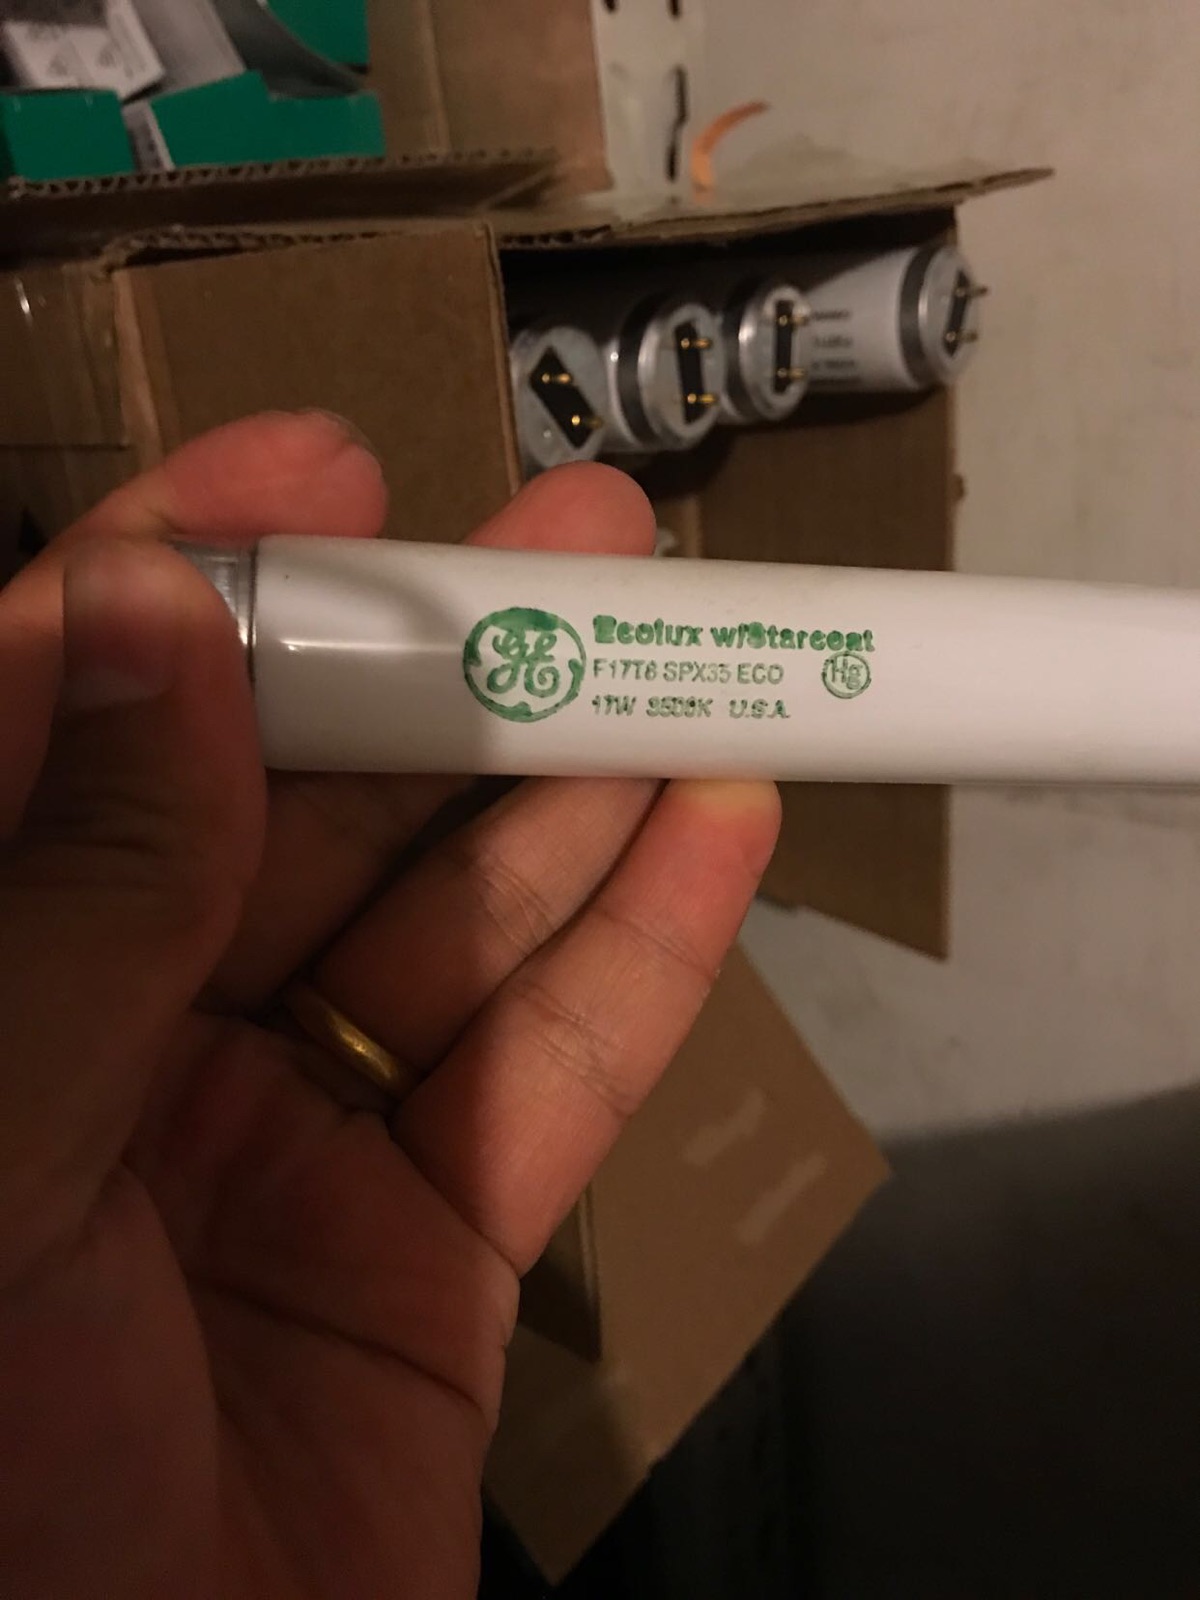 GE
Ecolux w/Starcoat
F17T8 SPX35 ECO
Hg
17W 3500K U.S.A.